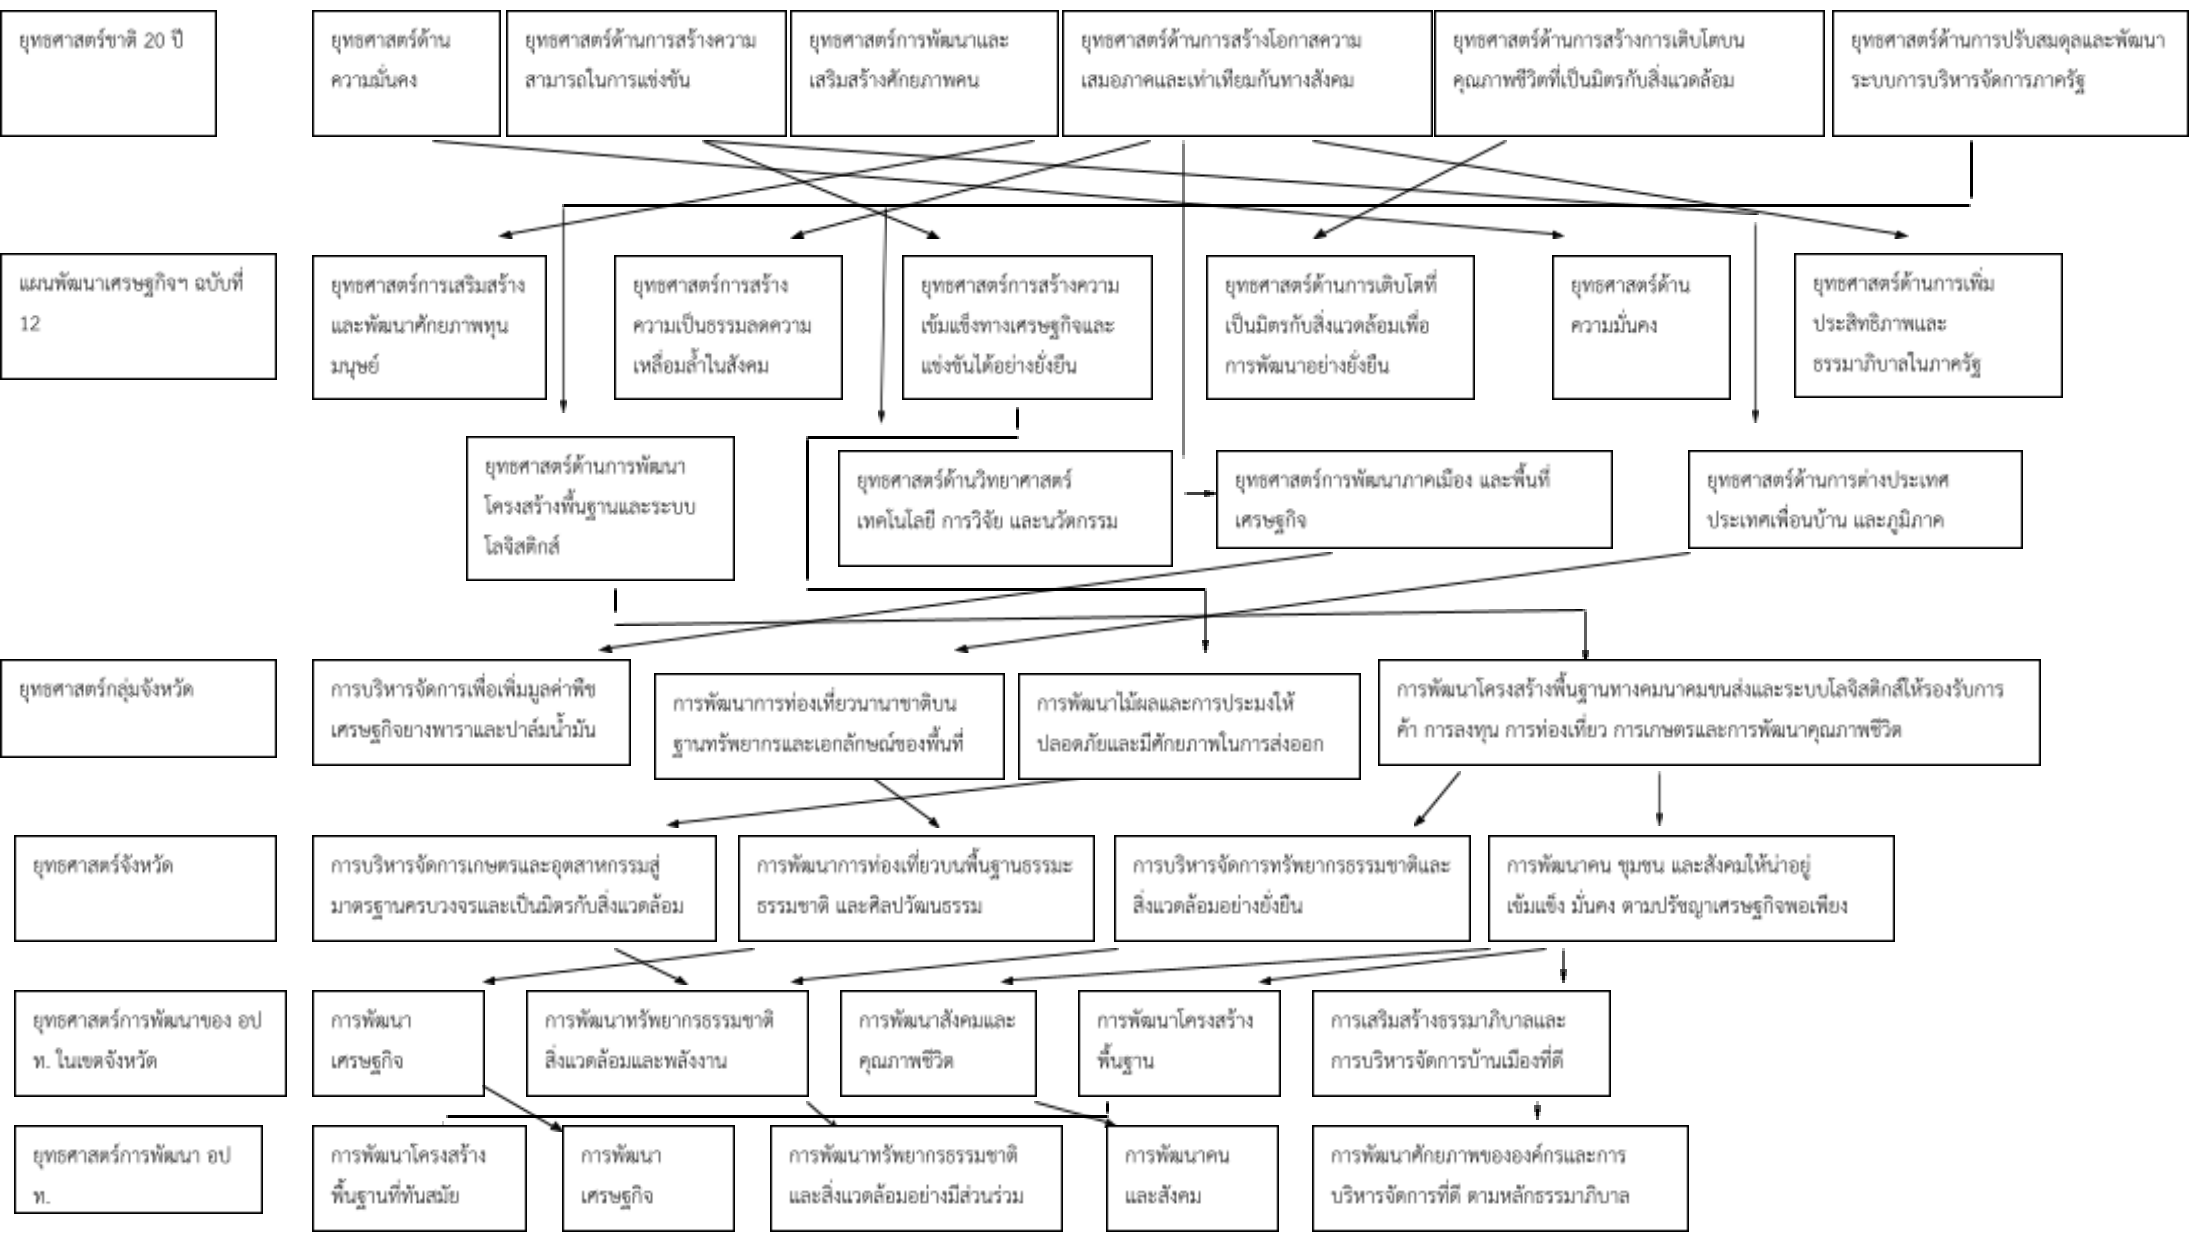 ยุทธศาสตร์ชาติ 20 ปี
ยุทธศาสตร์ด้าน
ความมั่นคง
ยุทธศาสตร์ด้านการสร้างความ
สามารถในการแข่งขัน
ยุทธศาสตร์การพัฒนาและ
เสริมสร้างศักยภาพคน
ยุทธศาสตร์ด้านการสร้างโอกาสความ
เสมอภาคและเท่าเทียมกันทางสังคม
ยุทธศาสตร์ด้านการสร้างการเติบโตบน
คุณภาพชีวิตที่เป็นมิตรกับสิ่งแวดล้อม
ยุทธศาสตร์ด้านการปรับสมดุลและพัฒนา
ระบบการบริหารจัดการภาครัฐ
แผนพัฒนาเศรษฐกิจฯ ฉบับที่
12
ยุทธศาสตร์การเสริมสร้าง
และพัฒนาศักยภาพทุน
มนุษย์
ยุทธศาสตร์การสร้าง
ความเป็นธรรมลดความ
เหลื่อมล้ำในสังคม
ยุทธศาสตร์การสร้างความ
เข้มแข็งทางเศรษฐกิจและ
แข่งขันได้อย่างยั่งยืน
ยุทธศาสตร์ด้านการเติบโตที่
เป็นมิตรกับสิ่งแวดล้อมเพื่อ
การพัฒนาอย่างยั่งยืน
ยุทธศาสตร์ด้าน
ความมั่นคง
ยุทธศาสตร์ด้านการเพิ่ม
ประสิทธิภาพและ
ธรรมาภิบาลในภาครัฐ
ยุทธศาสตร์ด้านการพัฒนา
โครงสร้างพื้นฐานและระบบ
โลจิสติกส์
ยุทธศาสตร์ด้านวิทยาศาสตร์
เทคโนโลยี การวิจัย และนวัตกรรม
ยุทธศาสตร์การพัฒนาภาคเมือง และพื้นที่
เศรษฐกิจ
ยุทธศาสตร์ด้านการต่างประเทศ
ประเทศเพื่อนบ้าน และภูมิภาค
ยุทธศาสตร์กลุ่มจังหวัด
การบริหารจัดการเพื่อเพิ่มมูลค่าพืช
เศรษฐกิจยางพาราและปาล์มน้ำมัน
การพัฒนาการท่องเที่ยวนานาชาติบน
ฐานทรัพยากรและเอกลักษณ์ของพื้นที่
การพัฒนาไม้ผลและการประมงให้
ปลอดภัยและมีศักยภาพในการส่งออก
การพัฒนาโครงสร้างพื้นฐานทางคมนาคมขนส่งและระบบโลจิสติกส์ให้รองรับการ
ค้า การลงทุน การท่องเที่ยว การเกษตรและการพัฒนาคุณภาพชีวิต
ยุทธศาสตร์จังหวัด
การบริหารจัดการเกษตรและอุตสาหกรรมสู่
มาตรฐานครบวงจรและเป็นมิตรกับสิ่งแวดล้อม
การพัฒนาการท่องเที่ยวบนพื้นฐานธรรมะ
ธรรมชาติ และศิลปวัฒนธรรม
การบริหารจัดการทรัพยากรธรรมชาติและ
สิ่งแวดล้อมอย่างยั่งยืน
การพัฒนาคน ชุมชน และสังคมให้น่าอยู่
เข้มแข็ง มั่นคง ตามปรัชญาเศรษฐกิจพอเพียง
ยุทธศาสตร์การพัฒนาของ อป
ท. ในเขตจังหวัด
การพัฒนา
เศรษฐกิจ
การพัฒนาทรัพยากรธรรมชาติ
สิ่งแวดล้อมและพลังงาน
การพัฒนาสังคมและ
คุณภาพชีวิต
การพัฒนาโครงสร้าง
พื้นฐาน
การเสริมสร้างธรรมาภิบาลและ
การบริหารจัดการบ้านเมืองที่ดี
ยุทธศาสตร์การพัฒนา อป
ท.
การพัฒนาโครงสร้าง
พื้นฐานที่ทันสมัย
การพัฒนา
เศรษฐกิจ
การพัฒนาทรัพยากรธรรมชาติ
และสิ่งแวดล้อมอย่างมีส่วนร่วม
การพัฒนาคน
และสังคม
การพัฒนาศักยภาพขององค์กรและการ
บริหารจัดการที่ดี ตามหลักธรรมาภิบาล